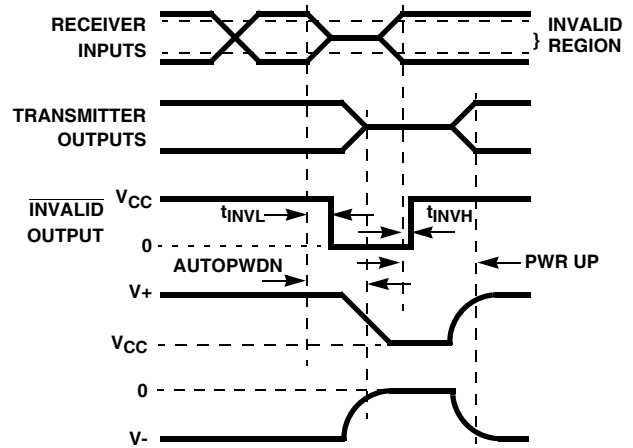 RECEIVER
INPUTS
} INVALID
REGION
TRANSMITTER
OUTPUTS
INVALID
OUTPUT
VCC
0
tINVL
tINVH
AUTOPWDN
PWR UP
V+
VCC
0
V-